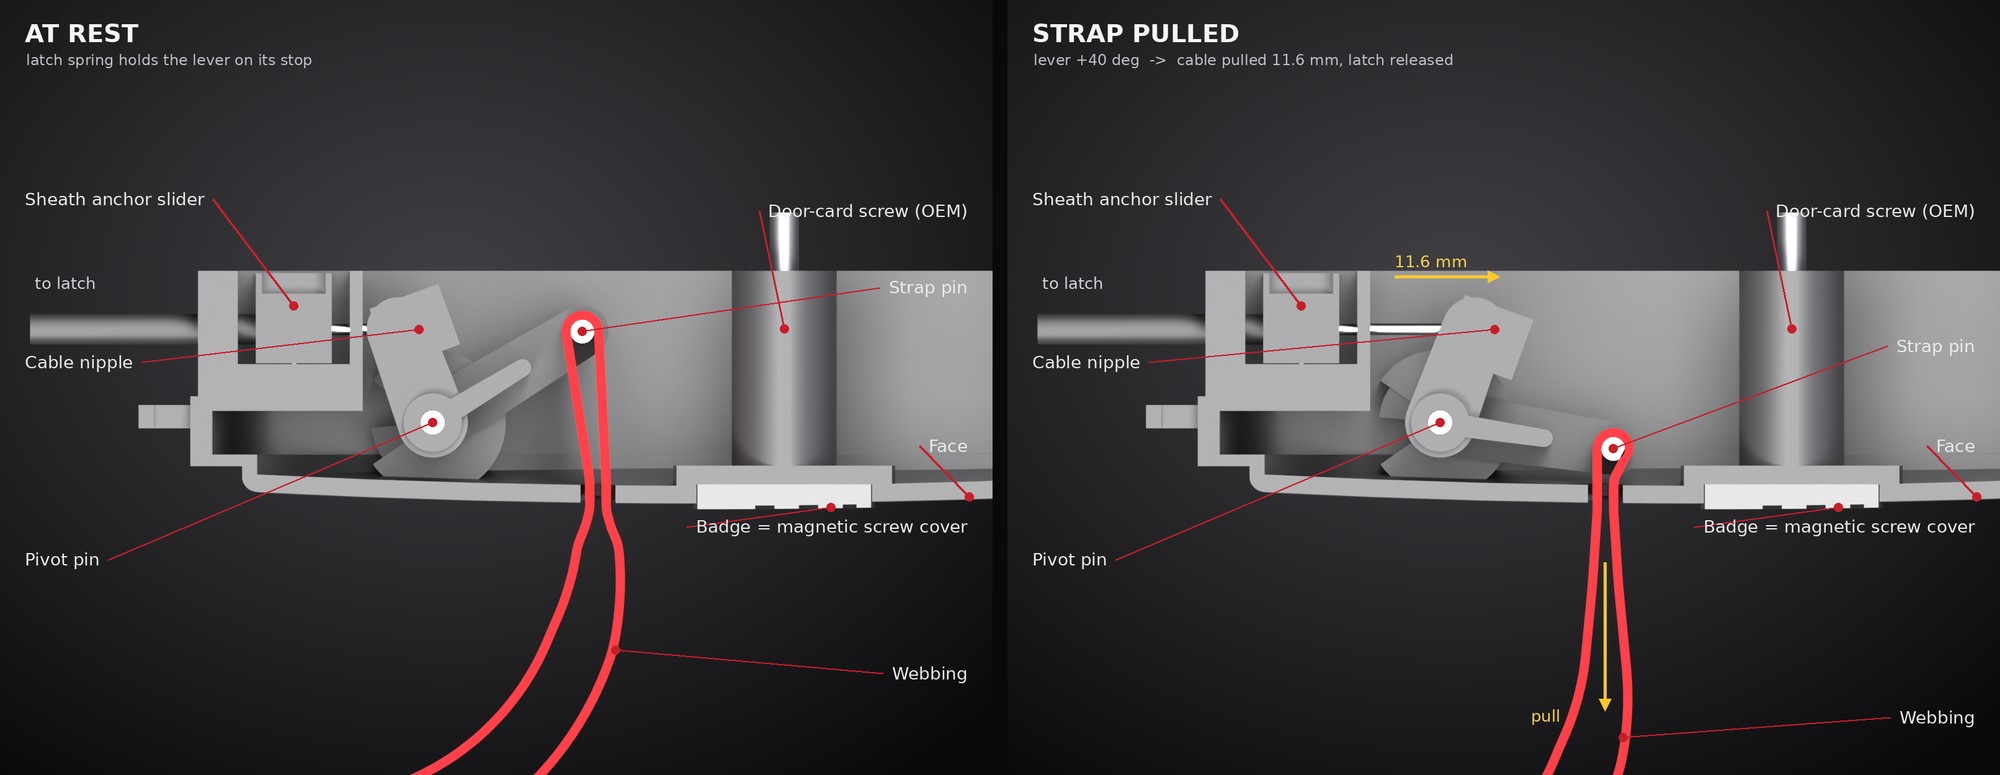 AT REST
latch spring holds the lever on its stop
Sheath anchor slider
Door-card screw (OEM)
to latch
Strap pin
Cable nipple
Face
Badge = magnetic screw cover
Pivot pin
Webbing
STRAP PULLED
lever +40 deg -> cable pulled 11.6 mm, latch released
Sheath anchor slider
Door-card screw (OEM)
11.6 mm
to latch
Strap pin
Cable nipple
Face
Badge = magnetic screw cover
Pivot pin
pull
Webbing